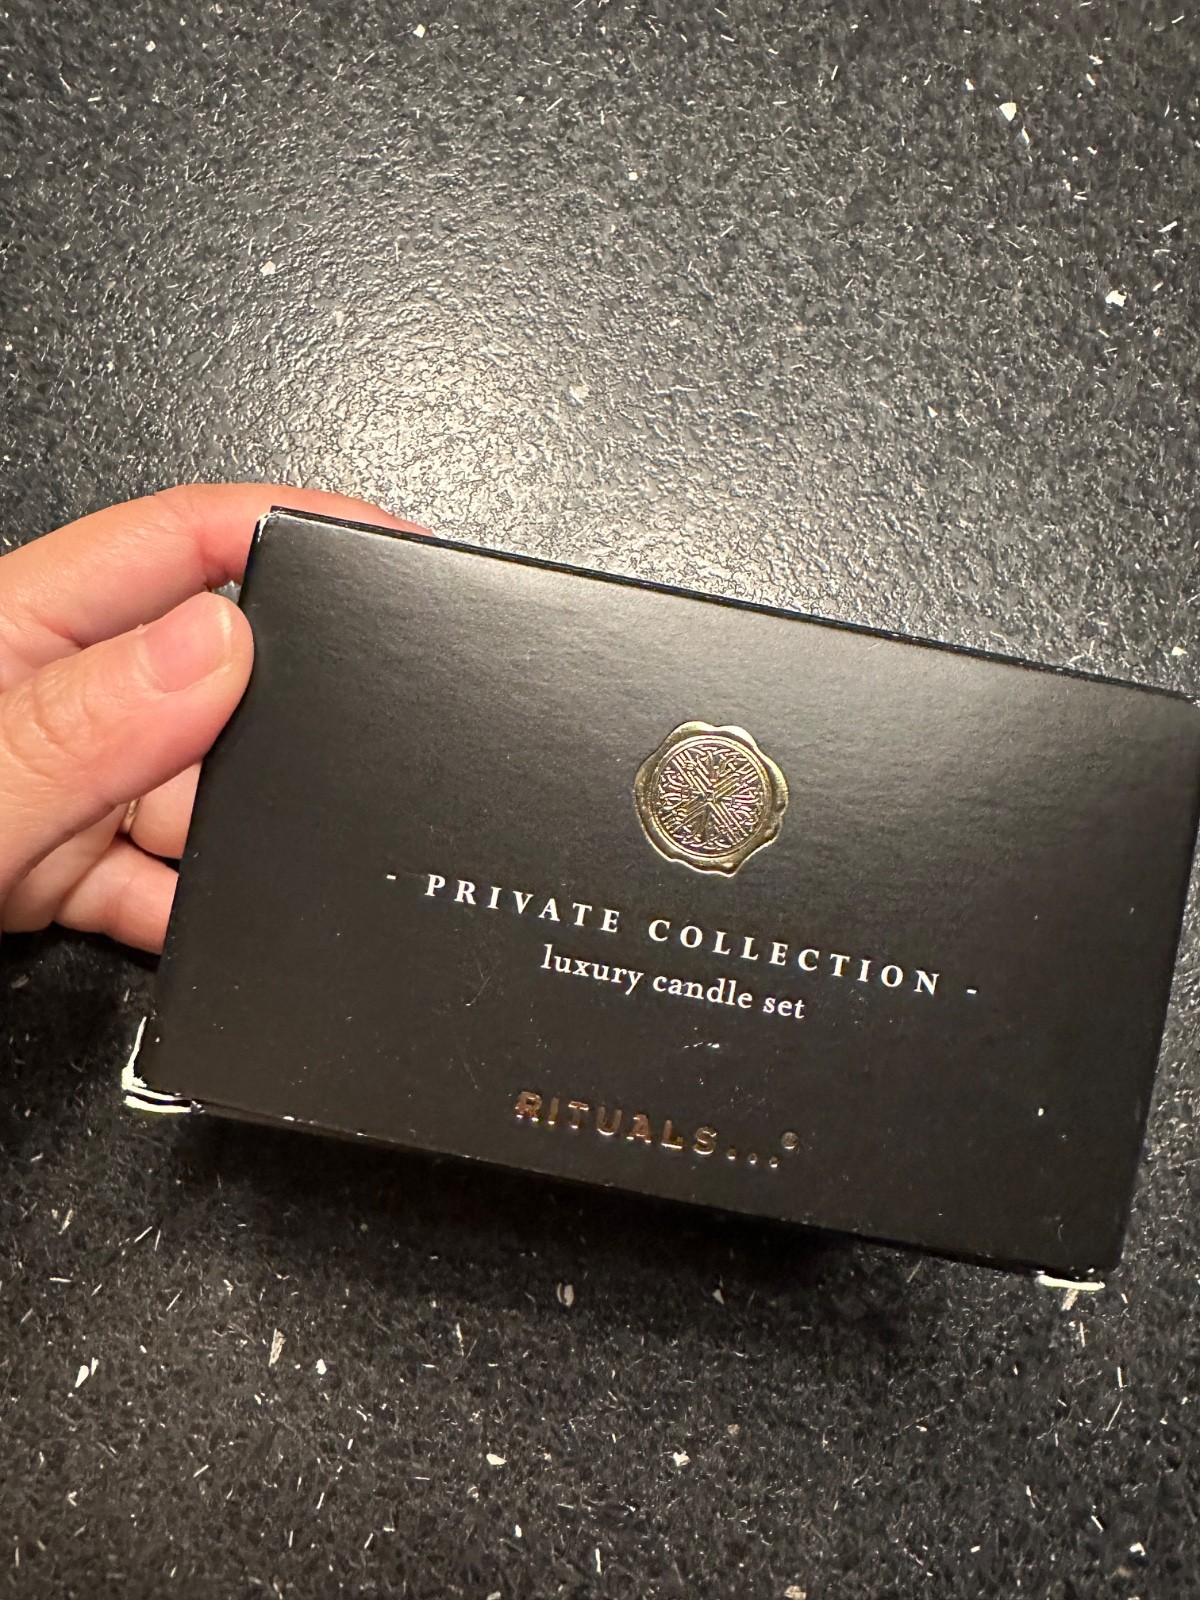 - PRIVATE COLLECTION -
luxury candle set
RITUALS...®